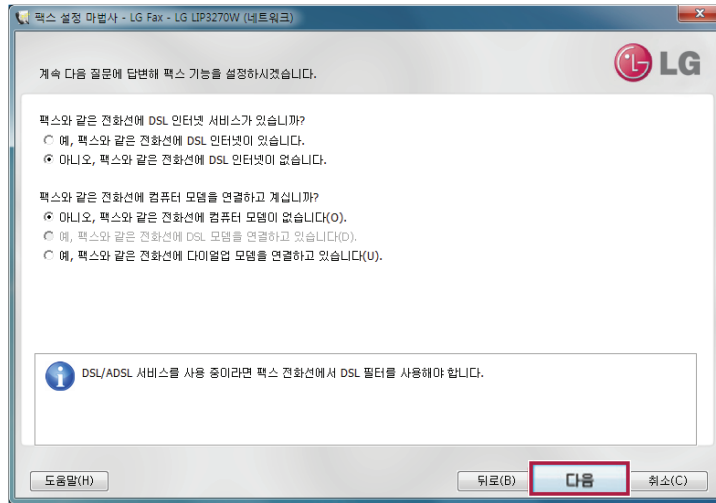 팩스 설정 마법사 - LG Fax - LG LIP3270W (네트워크)
LG
계속 다음 질문에 답변해 팩스 기능을 설정하시겠습니다.
팩스와 같은 전화선에 DSL 인터넷 서비스가 있습니까?
예, 팩스와 같은 전화선에 DSL 인터넷이 있습니다.
아니오, 팩스와 같은 전화선에 DSL 인터넷이 없습니다.
팩스와 같은 전화선에 컴퓨터 모뎀을 연결하고 계십니까?
아니오, 팩스와 같은 전화선에 컴퓨터 모뎀이 없습니다(O).
예, 팩스와 같은 전화선에 DSL 모뎀을 연결하고 있습니다(D).
예, 팩스와 같은 전화선에 다이얼업 모뎀을 연결하고 있습니다(U).
DSL/ADSL 서비스를 사용 중이라면 팩스 전화선에서 DSL 필터를 사용해야 합니다.
도움말(H) 뒤로(B) 다음 취소(C)